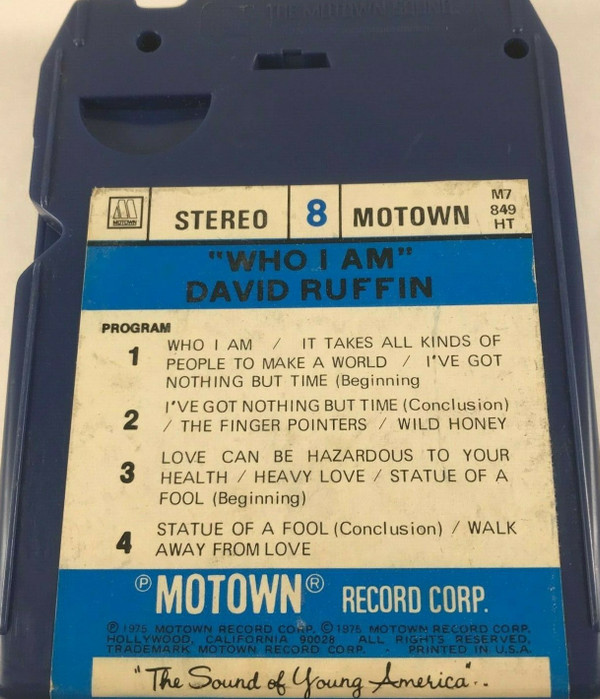 THE MOTOWN SOUND
MOTOWN
STEREO 8 MOTOWN
M7
849
HT
"WHO I AM"
DAVID RUFFIN
PROGRAM
1 WHO I AM / IT TAKES ALL KINDS OF
PEOPLE TO MAKE A WORLD / I'VE GOT
NOTHING BUT TIME (Beginning
2 I'VE GOT NOTHING BUT TIME (Conclusion)
/ THE FINGER POINTERS / WILD HONEY
3 LOVE CAN BE HAZARDOUS TO YOUR
HEALTH / HEAVY LOVE / STATUE OF A
FOOL (Beginning)
4 STATUE OF A FOOL (Conclusion) / WALK
AWAY FROM LOVE
℗ MOTOWN® RECORD CORP.
℗ 1975 MOTOWN RECORD CORP. © 1975 MOTOWN RECORD CORP.
HOLLYWOOD, CALIFORNIA 90028 ALL RIGHTS RESERVED.
TRADEMARK MOTOWN RECORD CORP. - PRINTED IN U.S.A.
"The Sound of Young America"..